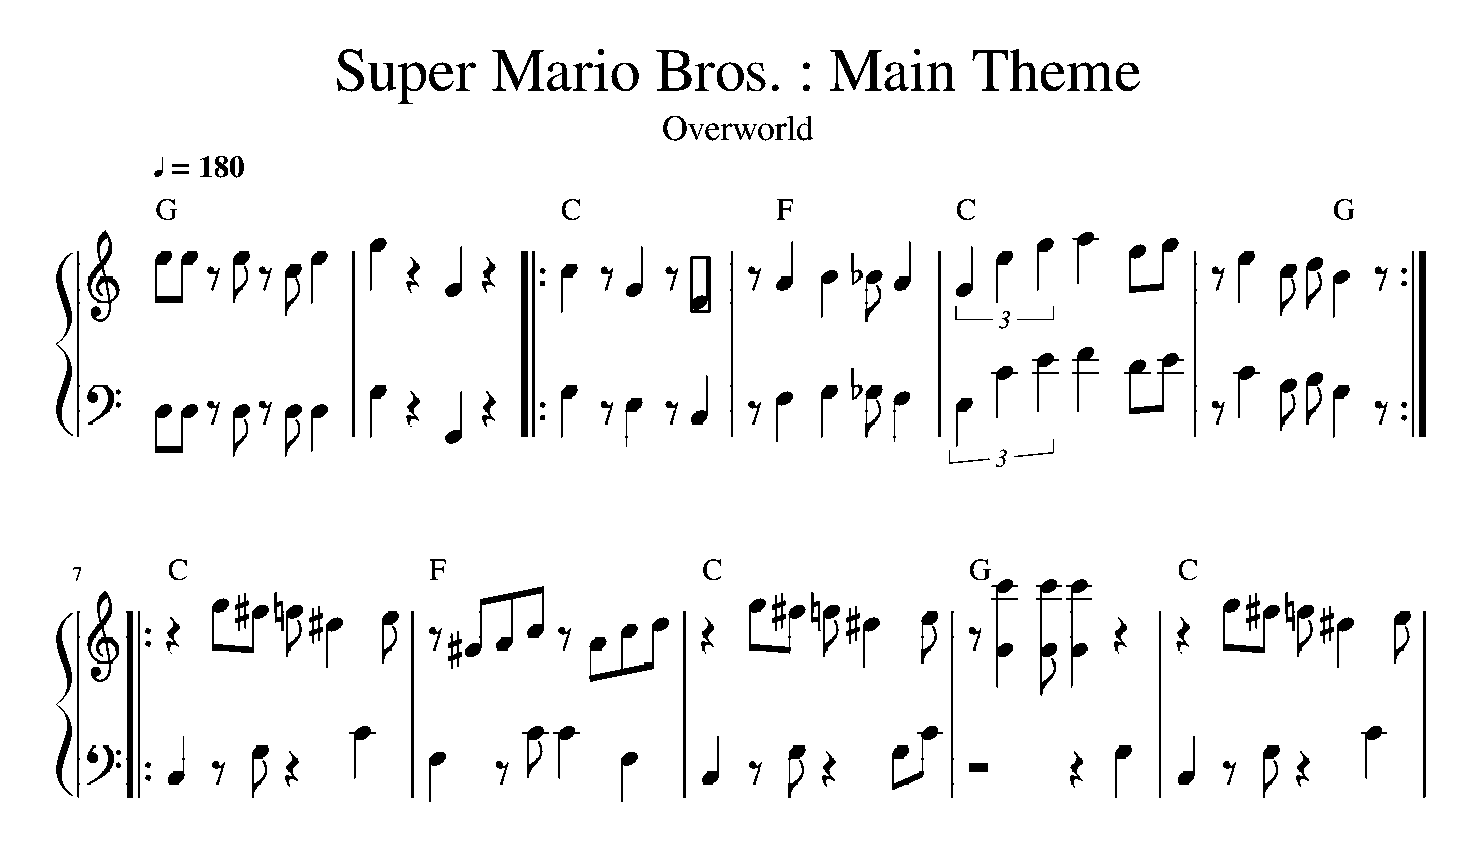 Super Mario Bros. : Main Theme
Overworld
♩ = 180
G C F C G
3
3
7 C F C G C